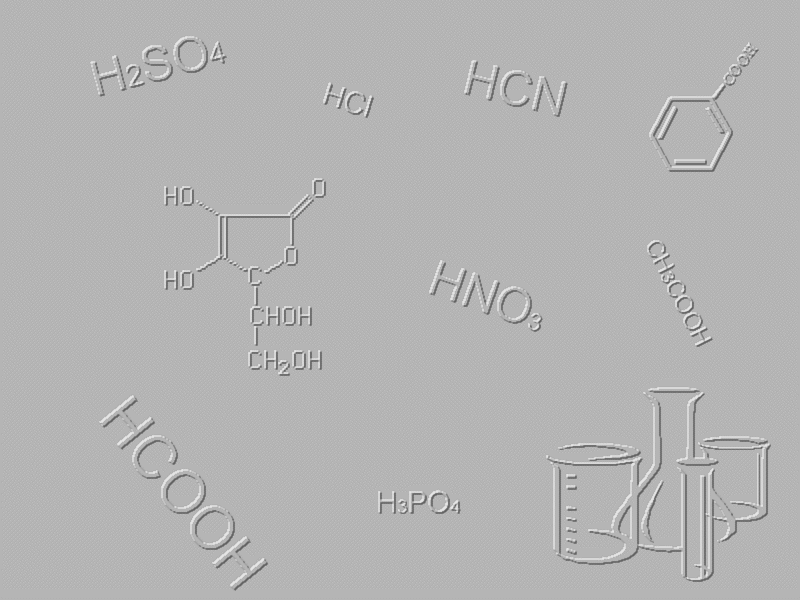 H₂SO₄
HCl
HCN
COOH
HO
O
HO
O
C
CHOH
CH₂OH
HNO₃
CH₃COOH
HCOOH
H₃PO₄